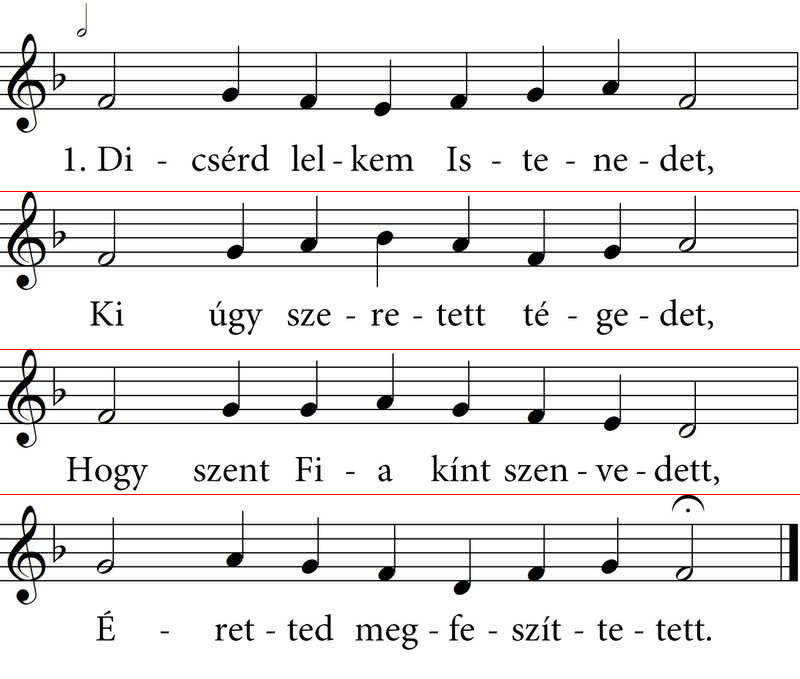 1. Di - csérd lel - kem Is - te - ne - det,
Ki úgy sze - re - tett té - ge - det,
Hogy szent Fi - a kínt szen - ve - dett,
É - ret - ted meg - fe - szít - te - tett.